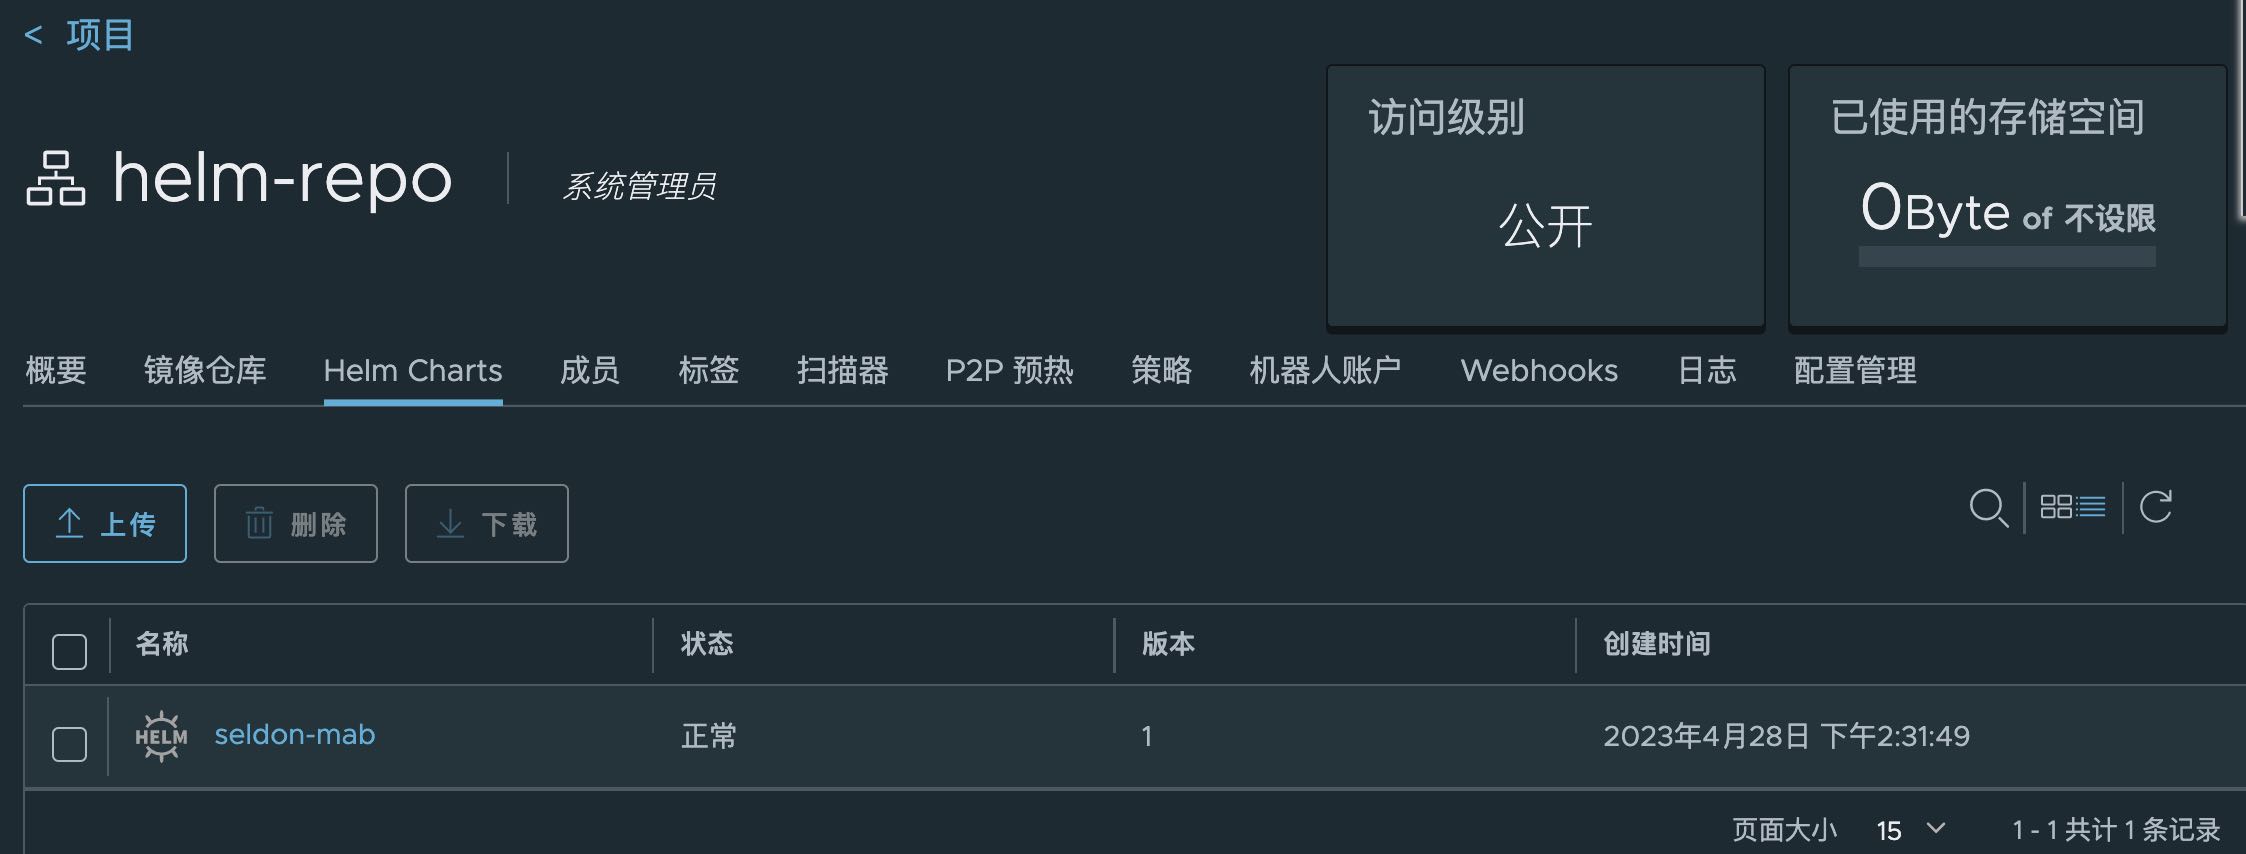 < 项目
helm-repo
系统管理员
访问级别
公开
已使用的存储空间
0Byte of 不设限
概要 镜像仓库 Helm Charts 成员 标签 扫描器 P2P 预热 策略 机器人账户 Webhooks 日志 配置管理
上传 删除 下载
名称 状态 版本 创建时间
HELM seldon-mab 正常 1 2023年4月28日 下午2:31:49
页面大小 15 1 - 1 共计 1 条记录